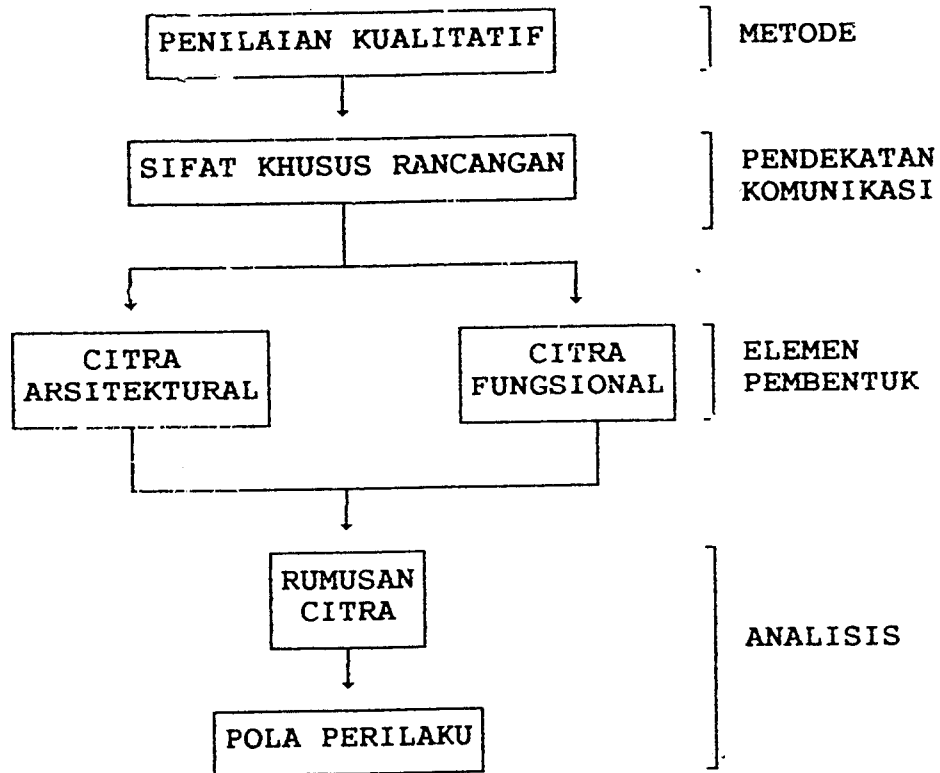 PENILAIAN KUALITATIF
METODE
SIFAT KHUSUS RANCANGAN
PENDEKATAN
KOMUNIKASI
CITRA
ARSITEKTURAL
CITRA
FUNGSIONAL
ELEMEN
PEMBENTUK
RUMUSAN
CITRA
ANALISIS
POLA PERILAKU